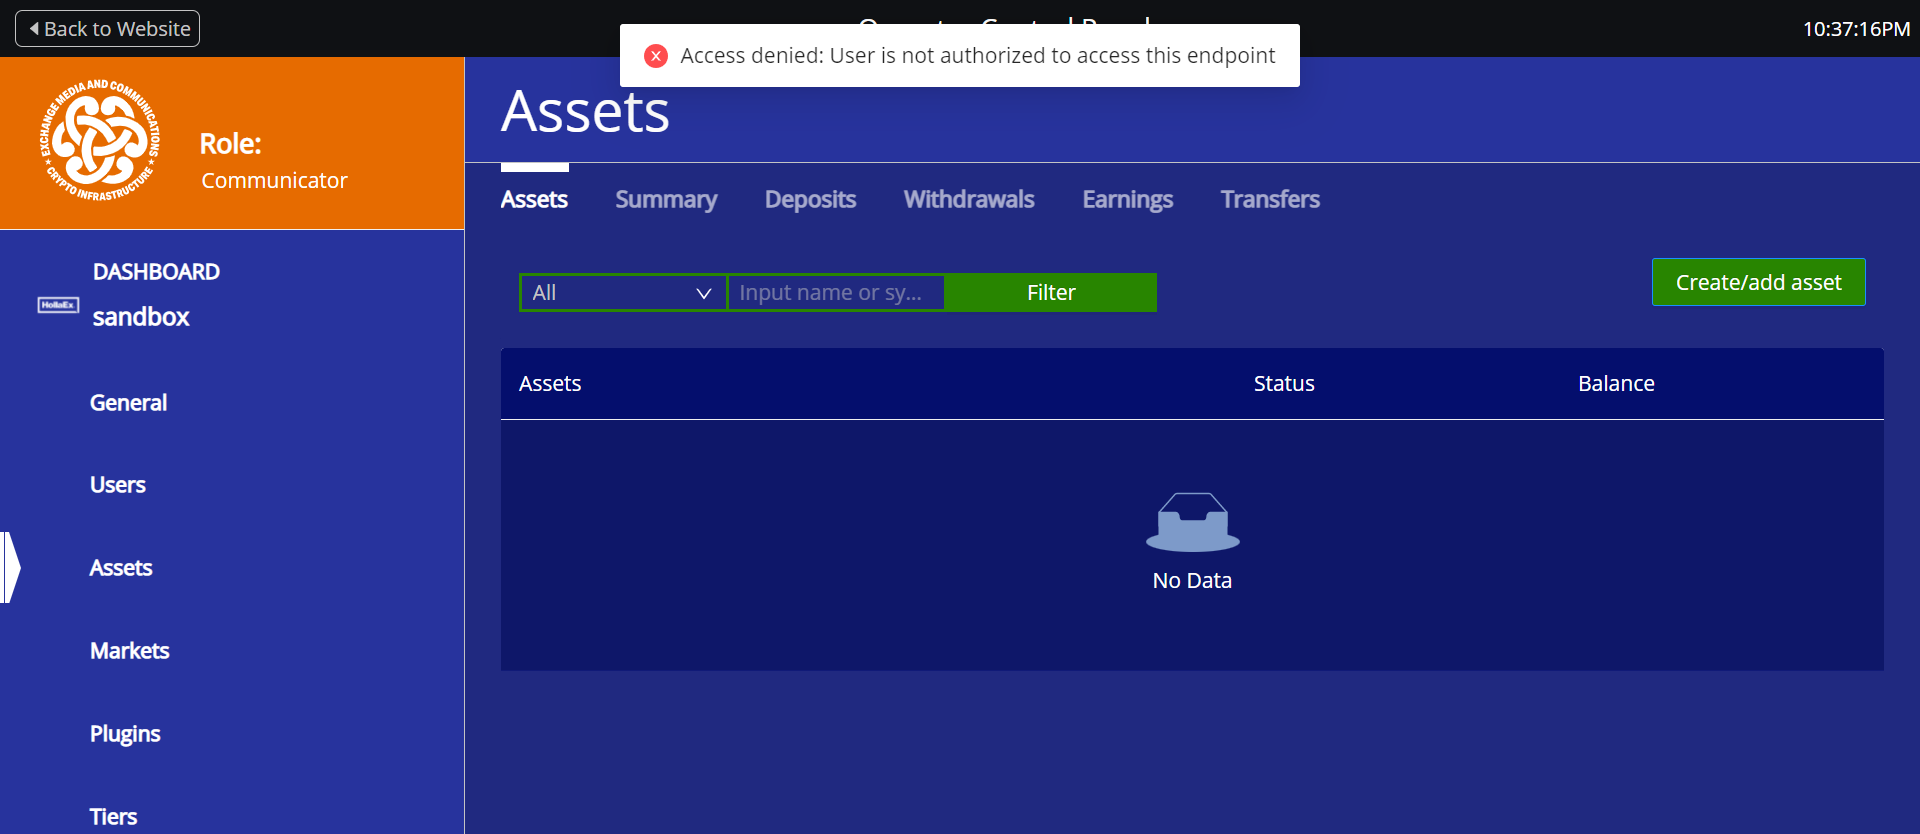 Back to Website
10:37:16PM
Access denied: User is not authorized to access this endpoint
EXCHANGE MEDIA AND COMMUNICATIONS
CRYPTO INFRASTRUCTURE
Role:
Communicator
Assets
Assets Summary Deposits Withdrawals Earnings Transfers
DASHBOARD
HollaEx
sandbox
General
Users
Assets
Markets
Plugins
Tiers
All
Input name or sy...
Filter
Create/add asset
Assets Status Balance
No Data